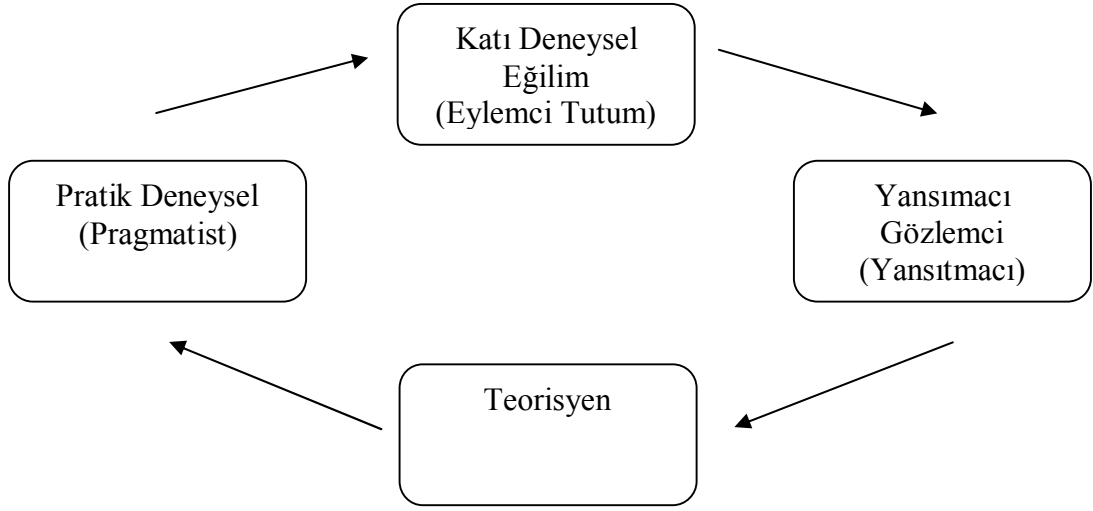 Katı Deneysel
Eğilim
(Eylemci Tutum)
Pratik Deneysel
(Pragmatist)
Yansımacı
Gözlemci
(Yansıtmacı)
Teorisyen